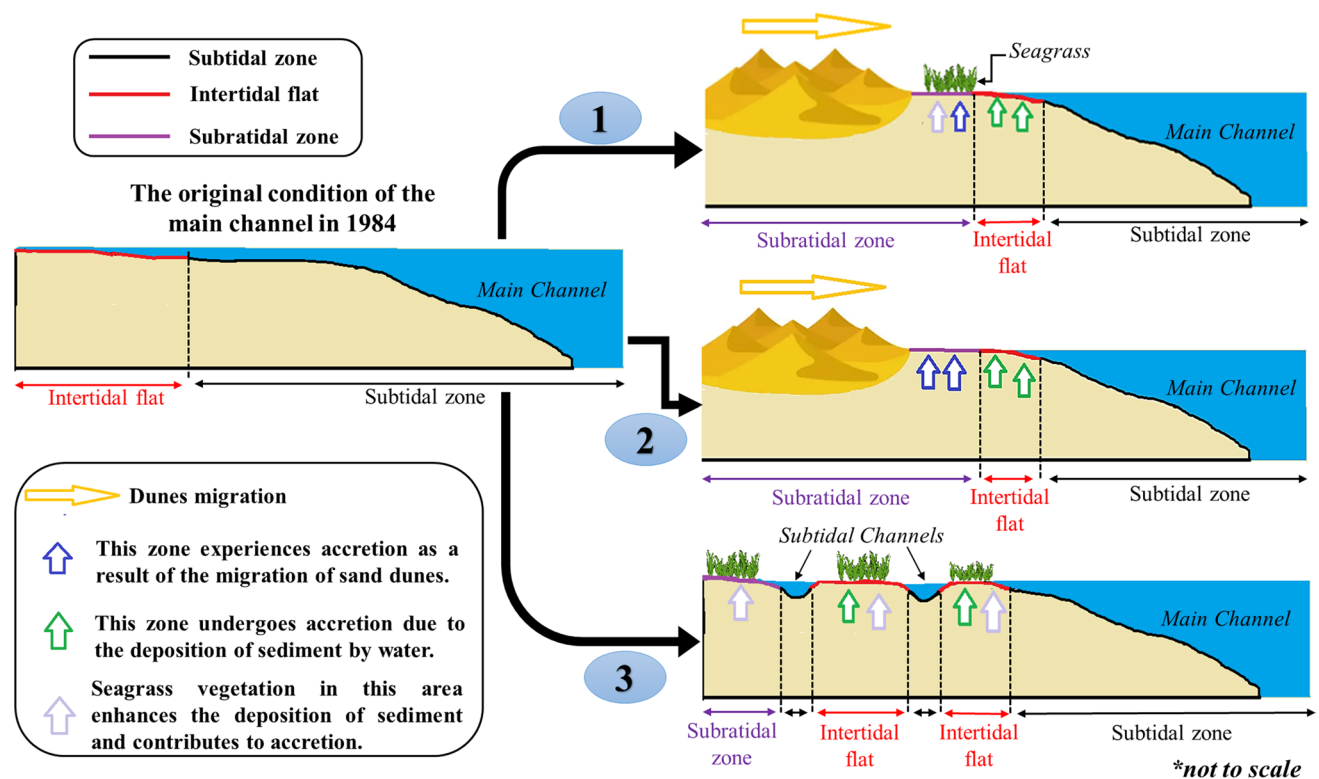 Subtidal zone
Intertidal flat
Subratidal zone
The original condition of the
main channel in 1984
Main Channel
Intertidal flat
Subtidal zone
Dunes migration
This zone experiences accretion as a
result of the migration of sand dunes.
This zone undergoes accretion due to
the deposition of sediment by water.
Seagrass vegetation in this area
enhances the deposition of sediment
and contributes to accretion.
1
Seagrass
Main Channel
Subratidal zone
Intertidal
flat
Subtidal zone
2
Main Channel
Subratidal zone
Intertidal
flat
Subtidal zone
3
Subtidal Channels
Main Channel
Subratidal
zone
Intertidal
flat
Intertidal
flat
Subtidal zone
*not to scale